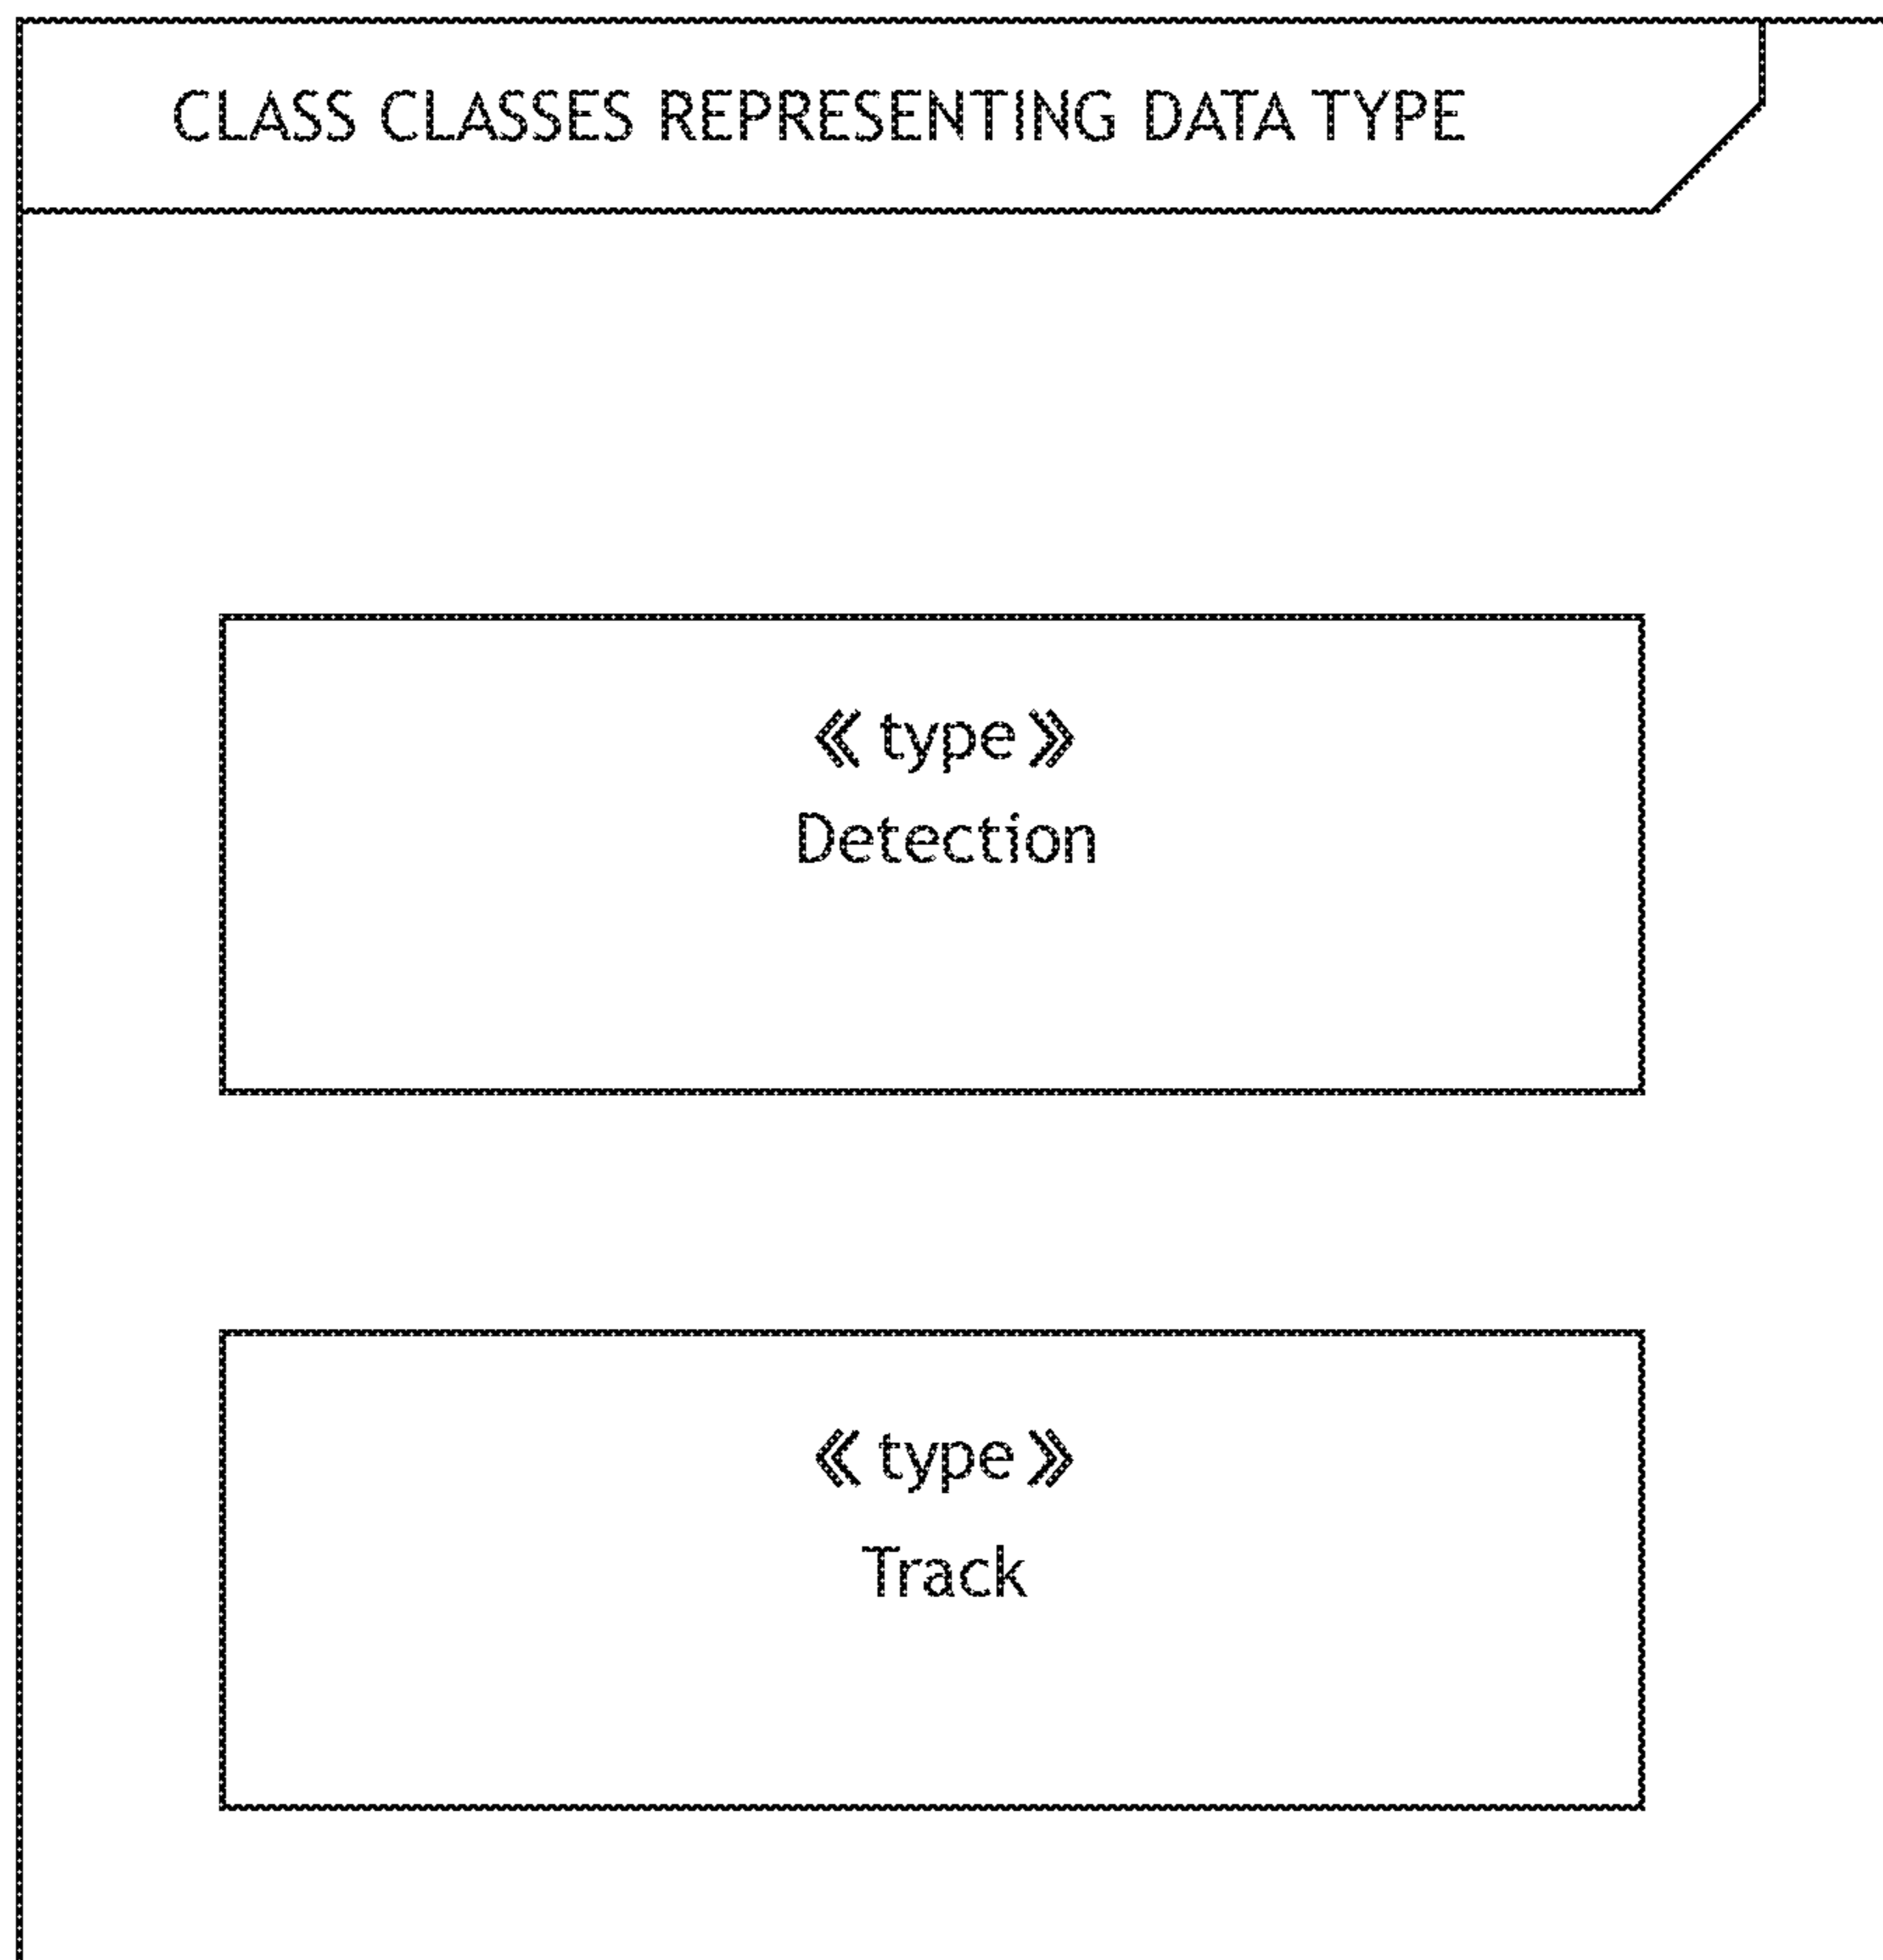 CLASS CLASSES REPRESENTING DATA TYPE
《type》
Detection
《type》
Track